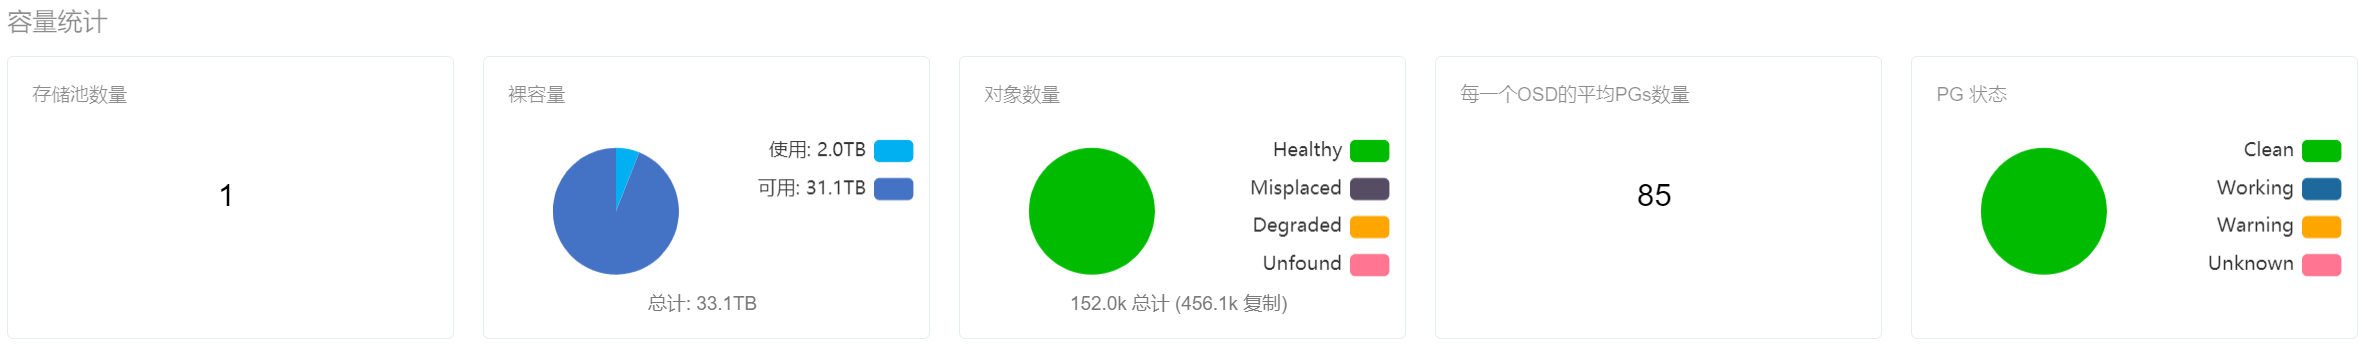 容量统计
存储池数量
1
裸容量
使用: 2.0TB
可用: 31.1TB
总计: 33.1TB
对象数量
Healthy
Misplaced
Degraded
Unfound
152.0k 总计 (456.1k 复制)
每一个OSD的平均PGs数量
85
PG 状态
Clean
Working
Warning
Unknown